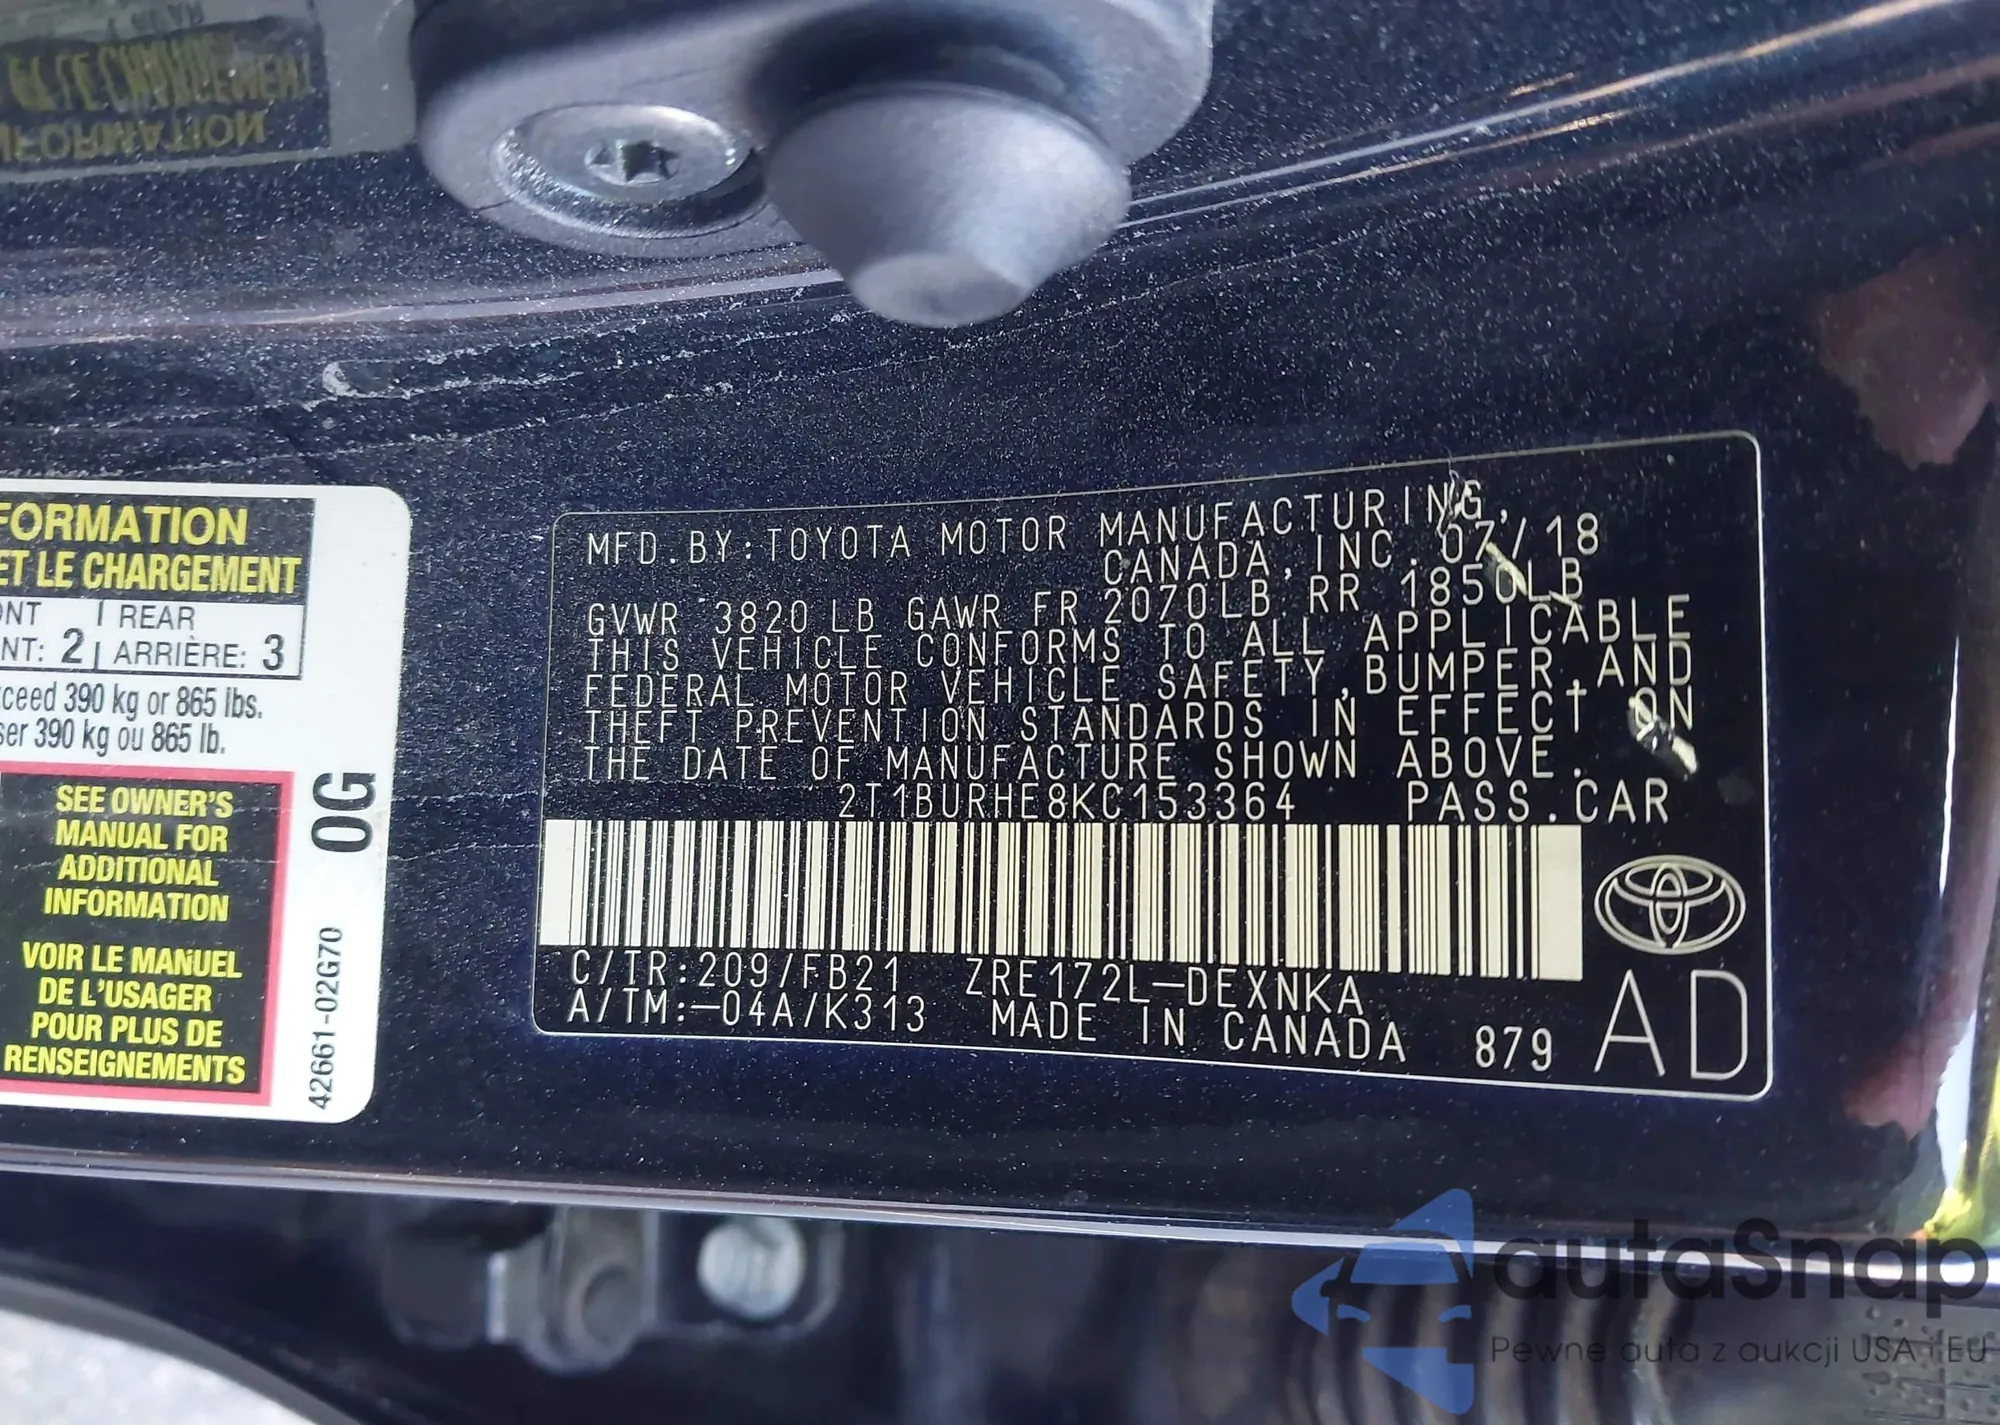 FORMATION
ET LE CHARGEMENT
REAR
NT: 2 ARRIÈRE: 3
ceed 390 kg or 865 lbs.
ser 390 kg ou 865 lb.
SEE OWNER'S
MANUAL FOR
ADDITIONAL
INFORMATION
VOIR LE MANUEL
DE L'USAGER
POUR PLUS DE
RENSEIGNEMENTS
0G
42661-02G70
MFD.BY:TOYOTA MOTOR MANUFACTURING,
CANADA,INC. 07/18
GVWR 3820LB GAWR FR 2070LB RR 1850LB
THIS VEHICLE CONFORMS TO ALL APPLICABLE
FEDERAL MOTOR VEHICLE SAFETY,BUMPER,AND
THEFT PREVENTION STANDARDS IN EFFECT ON
THE DATE OF MANUFACTURE SHOWN ABOVE.
2T1BURHE8KC153364 PASS.CAR
C/TR:209/FB21 ZRE172L-DEXNKA
A/TM:-04A/K313 MADE IN CANADA 879 AD
autaSnap
Pewne auta z aukcji USA i EU